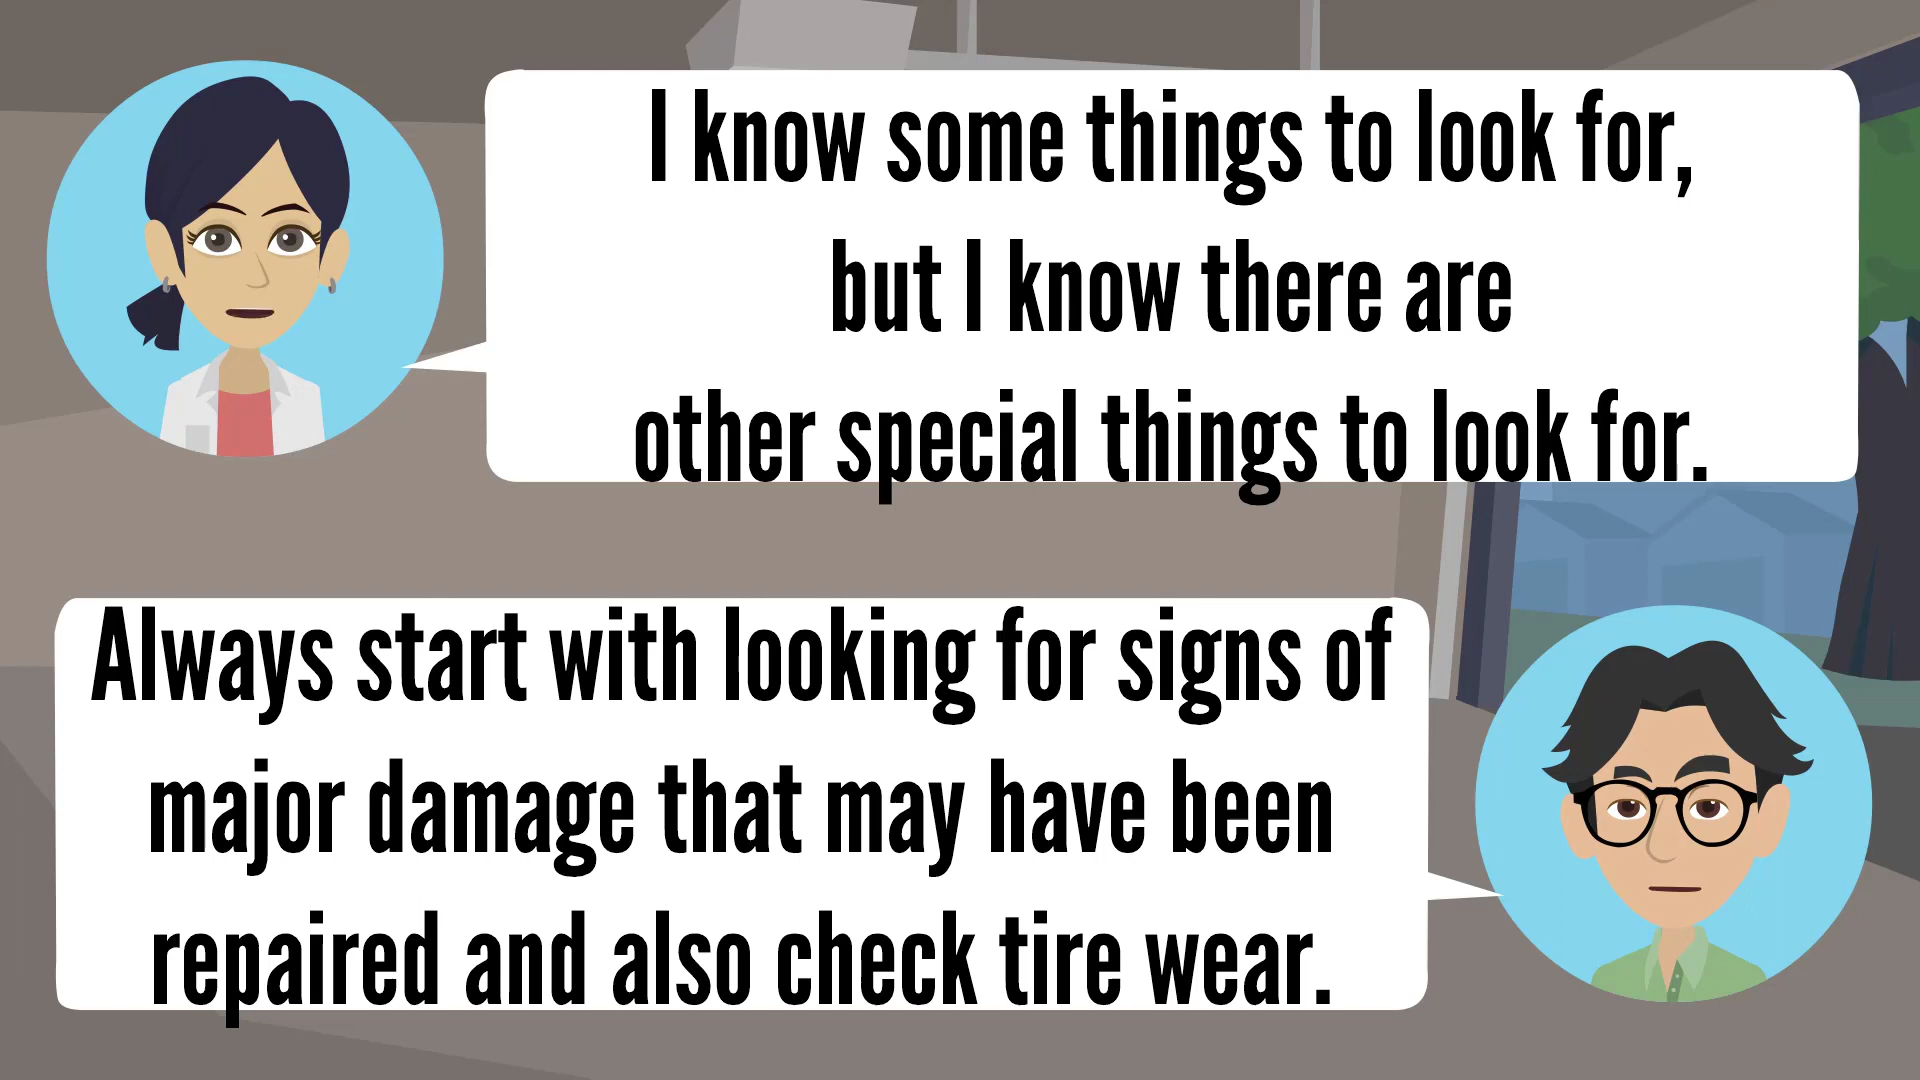 I know some things to look for,
but I know there are
other special things to look for.
Always start with looking for signs of
major damage that may have been
repaired and also check tire wear.